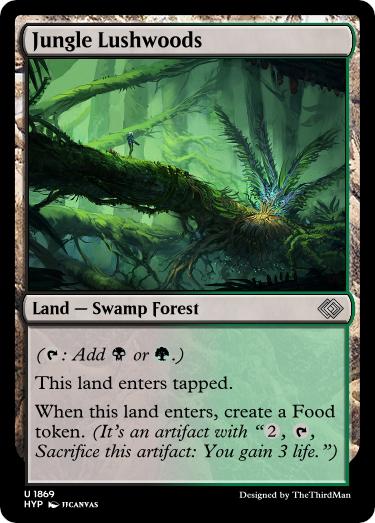 Jungle Lushwoods
Land — Swamp Forest
(: Add  or .)
This land enters tapped.
When this land enters, create a Food
token. (It's an artifact with “2, ,
Sacrifice this artifact: You gain 3 life.”)
U 1869
HYP JJCANVAS
Designed by TheThirdMan